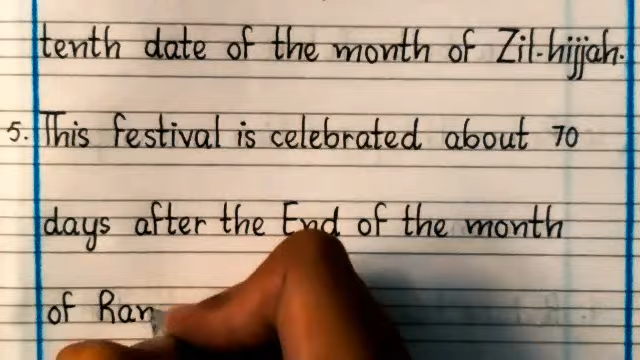 tenth date of the month of Zil-hijjah.
5. This festival is celebrated about 70
days after the End of the month
of Ram